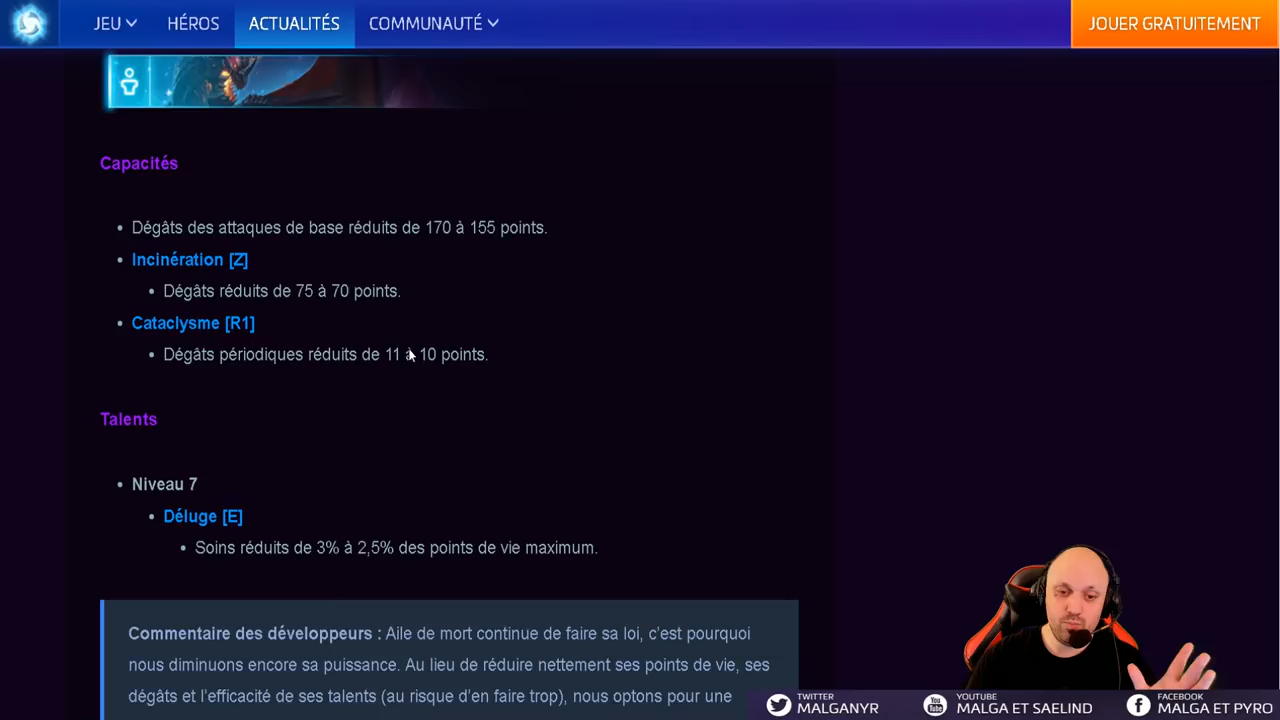 JEU HÉROS ACTUALITÉS COMMUNAUTÉ JOUER GRATUITEMENT
Capacités
• Dégâts des attaques de base réduits de 170 à 155 points.
• Incinération [Z]
• Dégâts réduits de 75 à 70 points.
• Cataclysme [R1]
• Dégâts périodiques réduits de 11 à 10 points.
Talents
• Niveau 7
• Déluge [E]
• Soins réduits de 3% à 2,5% des points de vie maximum.
Commentaire des développeurs : Aile de mort continue de faire sa loi, c'est pourquoi
nous diminuons encore sa puissance. Au lieu de réduire nettement ses points de vie, ses
dégâts et l'efficacité de ses talents (au risque d'en faire trop), nous optons pour une
TWITTER
MALGANYR
YOUTUBE
MALGA ET SAELIND
FACEBOOK
MALGA ET PYRO